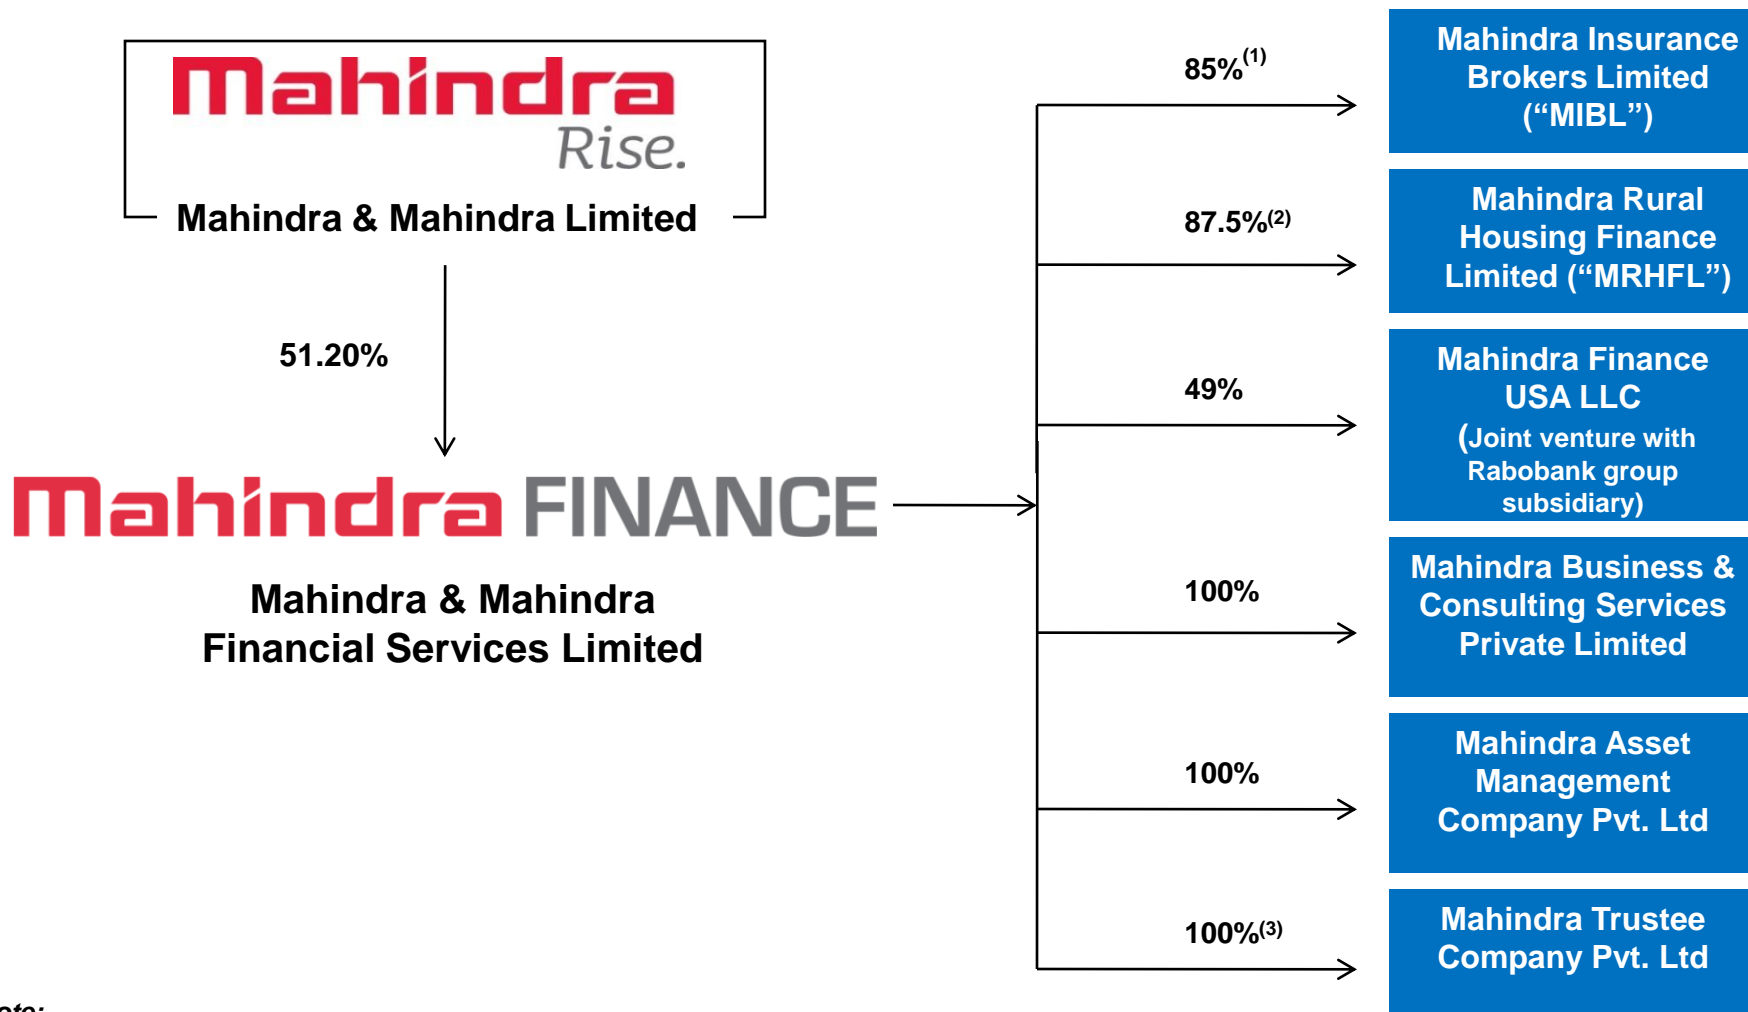 Mahindra
Rise.
Mahindra & Mahindra Limited
51.20%
Mahindra FINANCE
Mahindra & Mahindra
Financial Services Limited
85%(1)
Mahindra Insurance
Brokers Limited
(“MIBL”)
87.5%(2)
Mahindra Rural
Housing Finance
Limited (“MRHFL”)
49%
Mahindra Finance
USA LLC
(Joint venture with
Rabobank group
subsidiary)
100%
Mahindra Business &
Consulting Services
Private Limited
100%
Mahindra Asset
Management
Company Pvt. Ltd
100%(3)
Mahindra Trustee
Company Pvt. Ltd